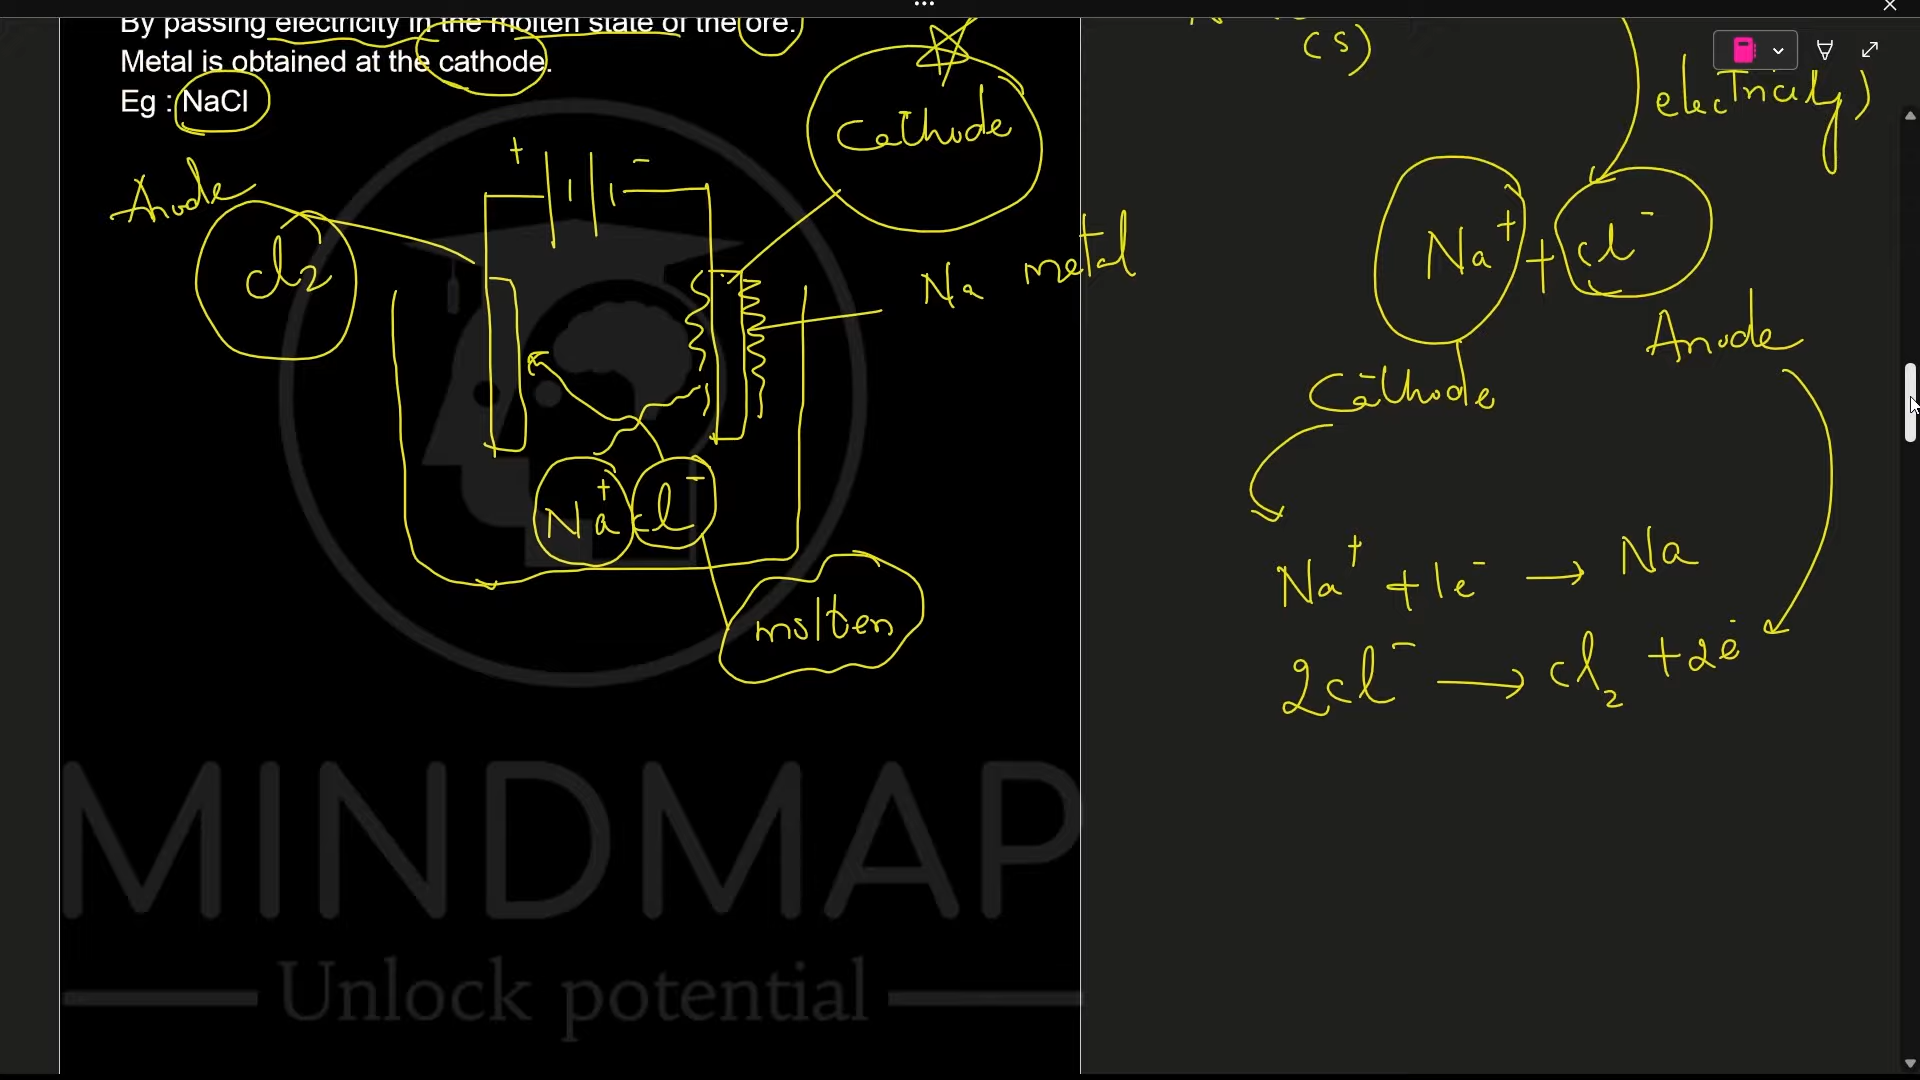 By passing electricity in the molten state of the ore.
Metal is obtained at the cathode.
Eg : NaCl
Cathode
+ -
Anode
Cl2
Na metal
Na+ Cl-
molten
(s)
electricity)
Na+ + Cl-
Anode
Cathode
Na+ + 1e- → Na
2Cl- → Cl2 + 2e-
MINDMAP
Unlock potential